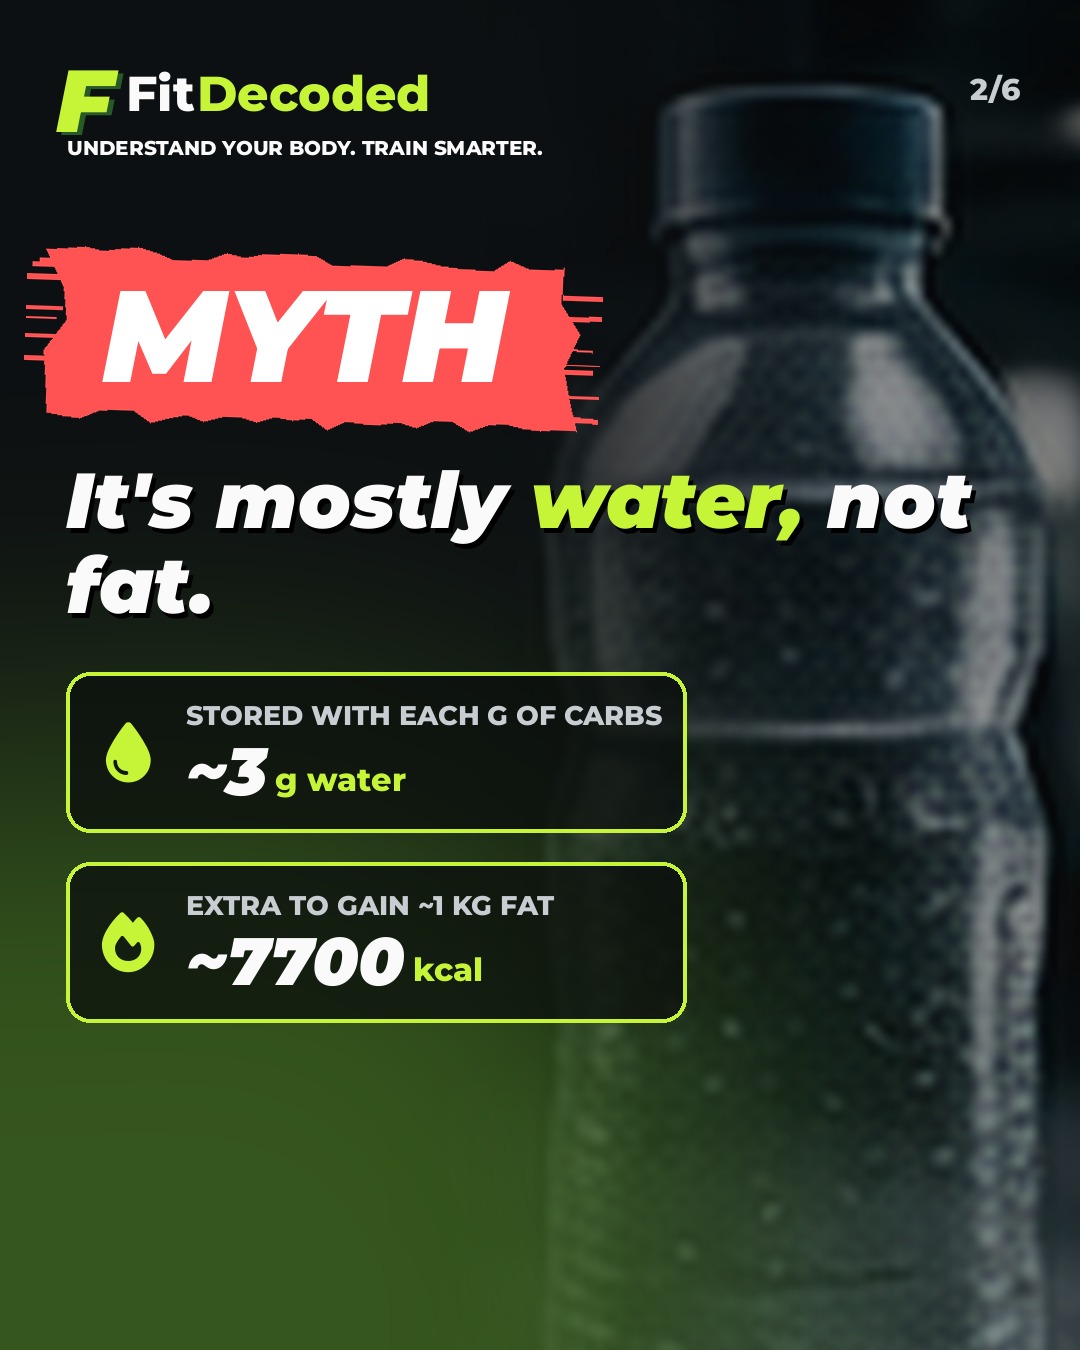 FitDecoded
2/6
UNDERSTAND YOUR BODY. TRAIN SMARTER.
MYTH
It's mostly water, not
fat.
STORED WITH EACH G OF CARBS
~3 g water
EXTRA TO GAIN ~1 KG FAT
~7700 kcal